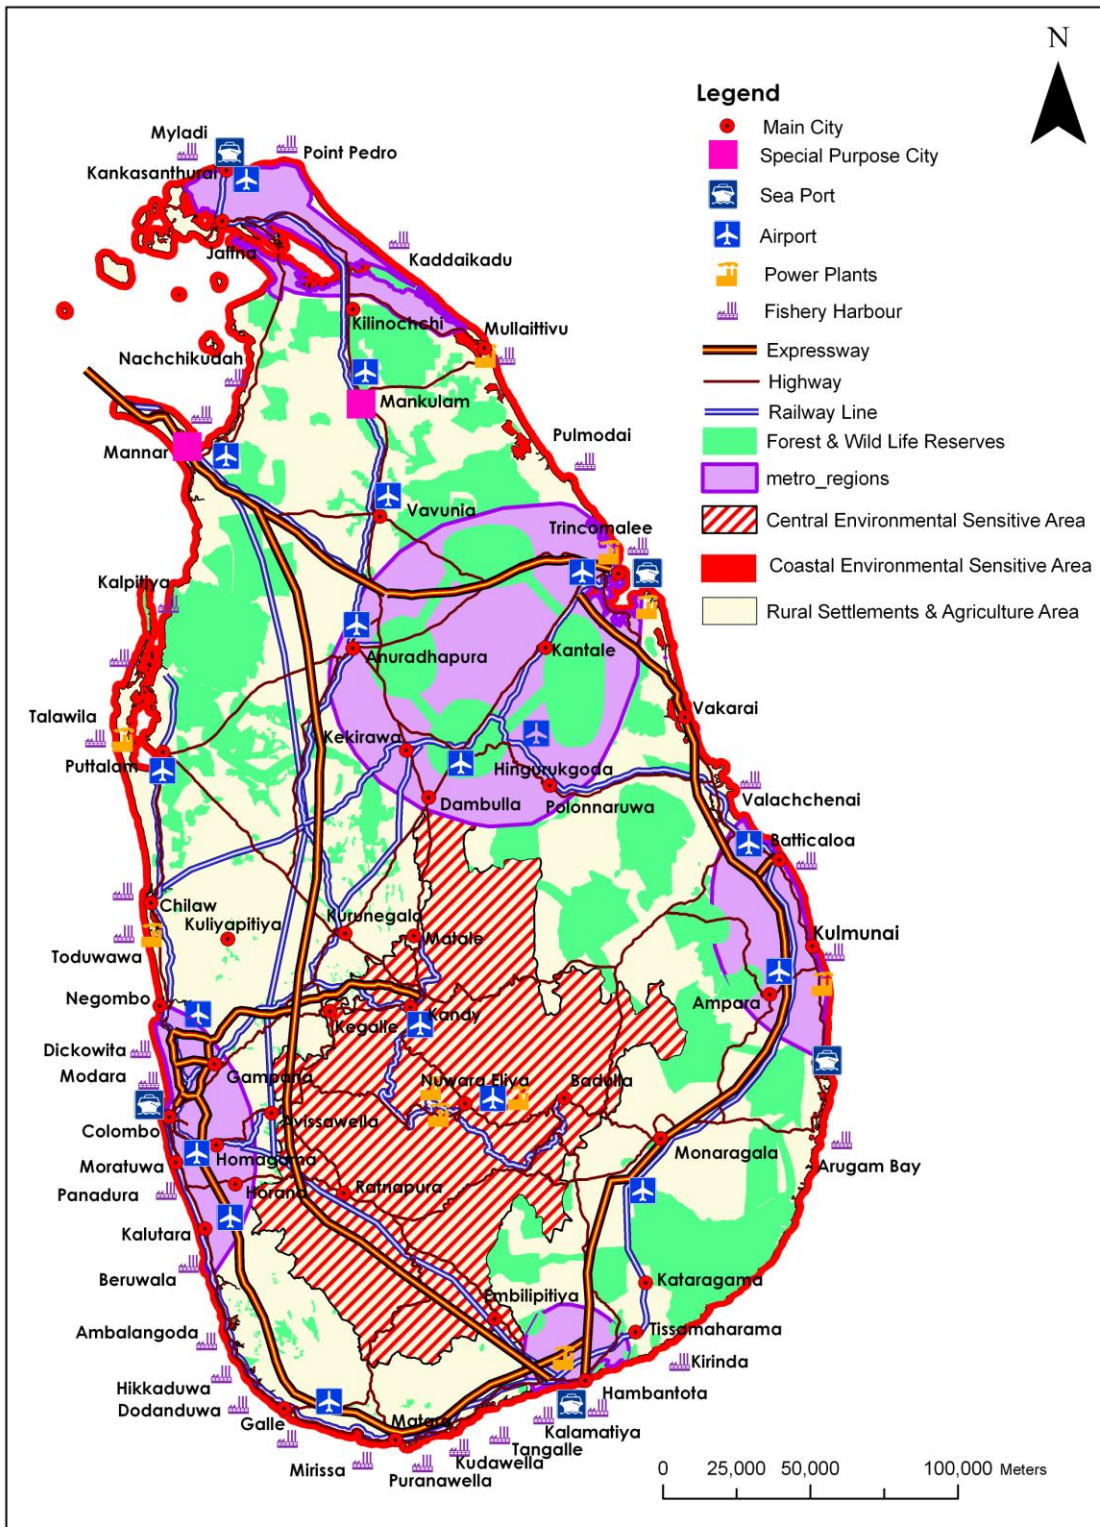 N
Legend
Main City
Special Purpose City
Sea Port
Airport
Power Plants
Fishery Harbour
Expressway
Highway
Railway Line
Forest & Wild Life Reserves
metro_regions
Central Environmental Sensitive Area
Coastal Environmental Sensitive Area
Rural Settlements & Agriculture Area
Myladi
Point Pedro
Kankasanthurai
Jaffna
Kaddaikadu
Kilinochchi
Mullaittivu
Nachchikudah
Mankulam
Mannar
Pulmodai
Vavunia
Trincomalee
Kalpitiya
Anuradhapura
Kantale
Talawila
Vakarai
Kekirawa
Puttalam
Hingurukgoda
Dambulla
Polonnaruwa
Valachchenai
Batticaloa
Chilaw
Kuliyapitiya
Kurunegala
Matale
Kulmunai
Toduwawa
Negombo
Ampara
Kegalle
Kandy
Dickowita
Modara
Gampaha
Nuwara Eliya
Badulla
Colombo
Avissawella
Homagama
Monaragala
Arugam Bay
Moratuwa
Panadura
Horana
Ratnapura
Kalutara
Beruwala
Kataragama
Embilipitiya
Ambalangoda
Tissamaharama
Kirinda
Hikkaduwa
Dodanduwa
Hambantota
Galle
Matara
Kalamatiya
Tangalle
Kudawella
Mirissa
Puranawella
0 25,000 50,000 100,000 Meters